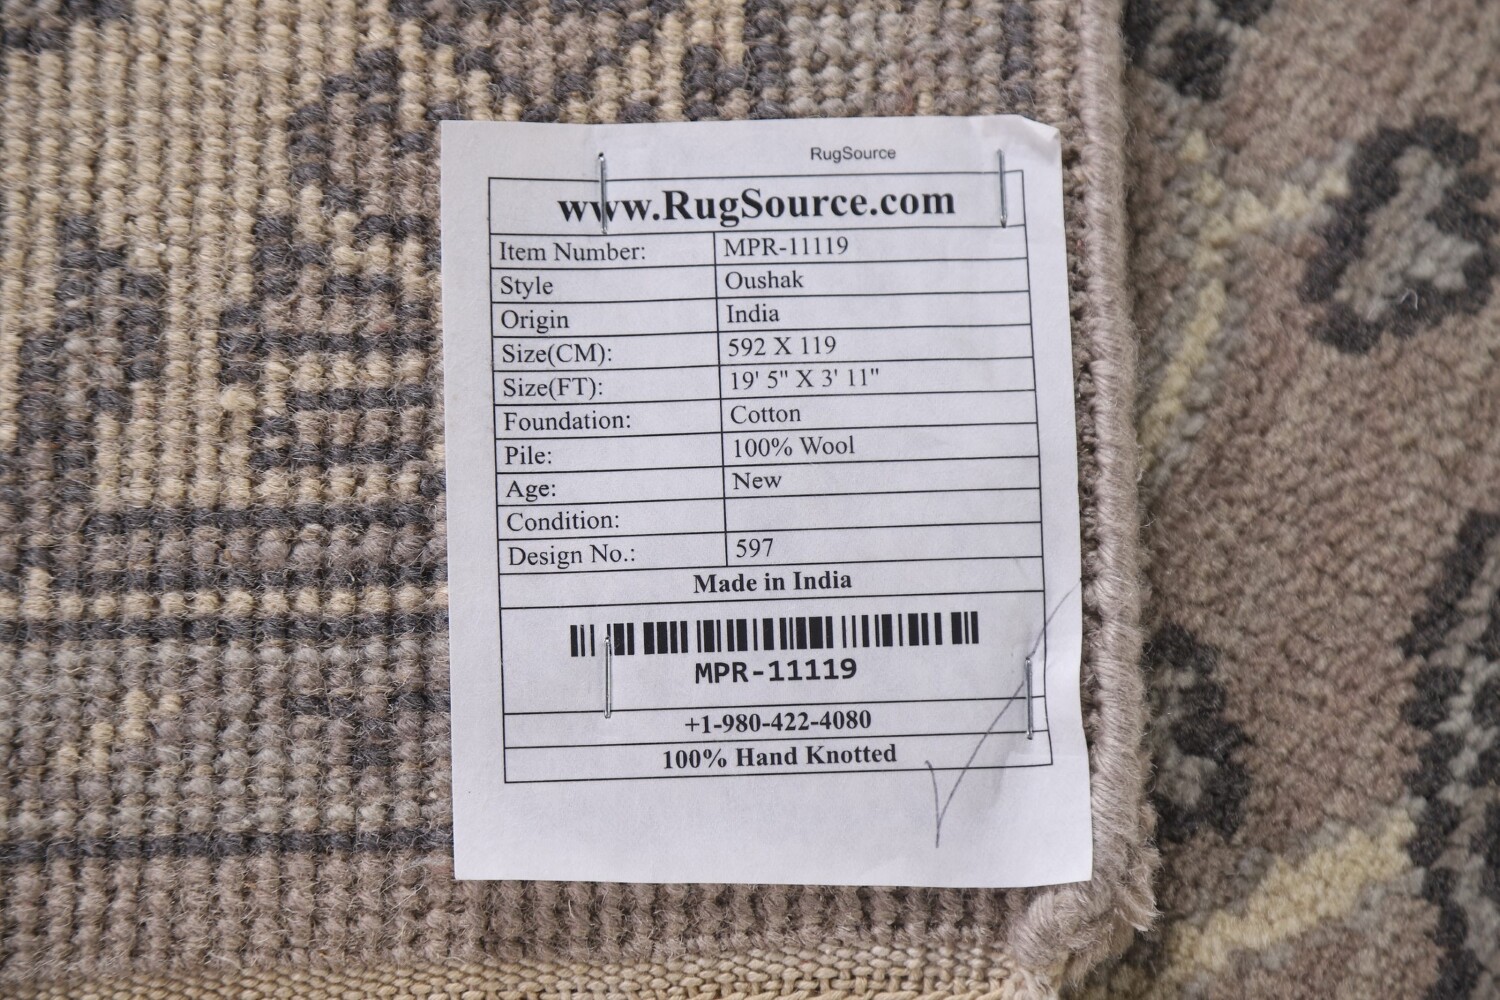 RugSource
www.RugSource.com
Item Number: MPR-11119
Style Oushak
Origin India
Size(CM): 592 X 119
Size(FT): 19' 5" X 3' 11"
Foundation: Cotton
Pile: 100% Wool
Age: New
Condition:
Design No.: 597
Made in India
MPR-11119
+1-980-422-4080
100% Hand Knotted